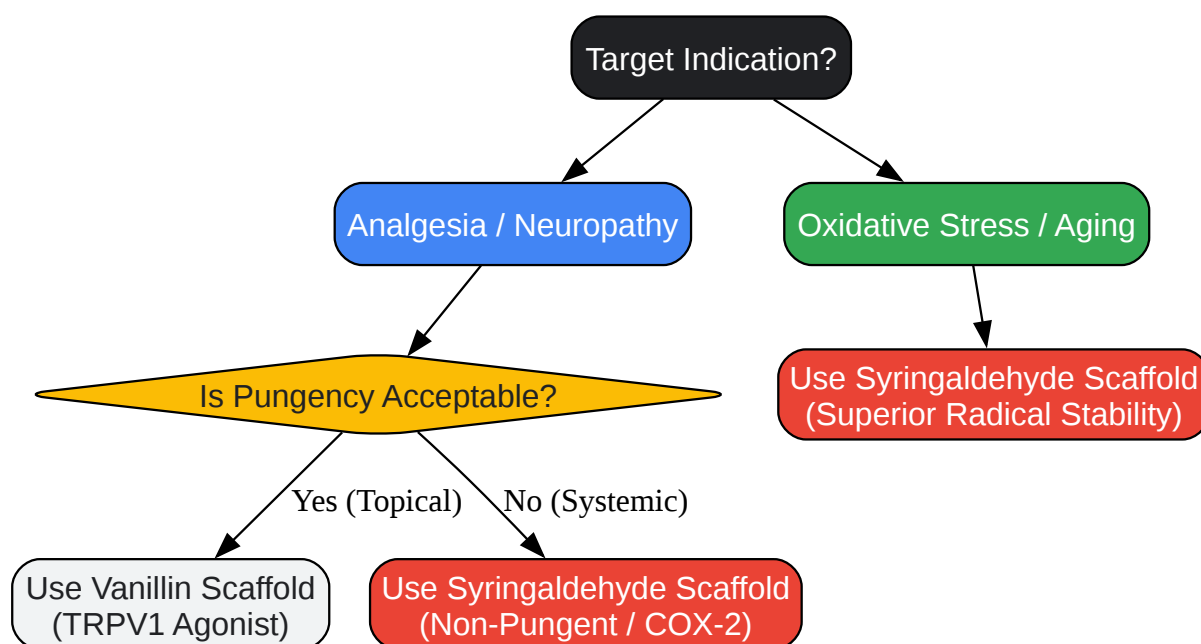 Target Indication?
Analgesia / Neuropathy
Oxidative Stress / Aging
Is Pungency Acceptable?
Use Syringaldehyde Scaffold
(Superior Radical Stability)
Yes (Topical)
No (Systemic)
Use Vanillin Scaffold
(TRPV1 Agonist)
Use Syringaldehyde Scaffold
(Non-Pungent / COX-2)